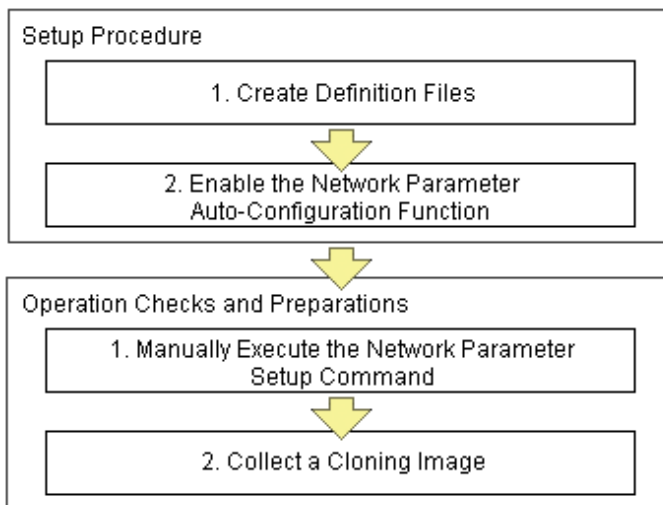 Setup Procedure
1. Create Definition Files
2. Enable the Network Parameter
Auto-Configuration Function
Operation Checks and Preparations
1. Manually Execute the Network Parameter
Setup Command
2. Collect a Cloning Image